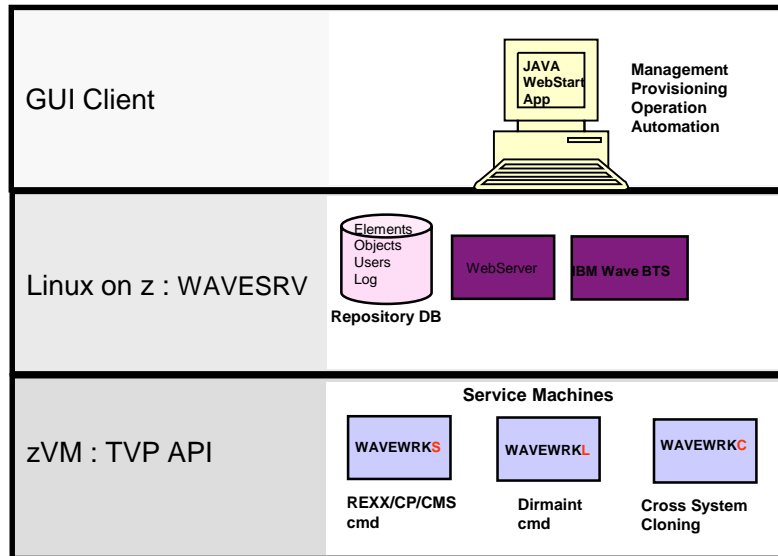 GUI Client
JAVA
WebStart
App
Management
Provisioning
Operation
Automation
Linux on z : WAVESRV
Elements
Objects
Users
Log
Repository DB
WebServer
IBM Wave BTS
zVM : TVP API
Service Machines
WAVEWRKS
WAVEWRKL
WAVEWRKC
REXX/CP/CMS
cmd
Dirmaint
cmd
Cross System
Cloning